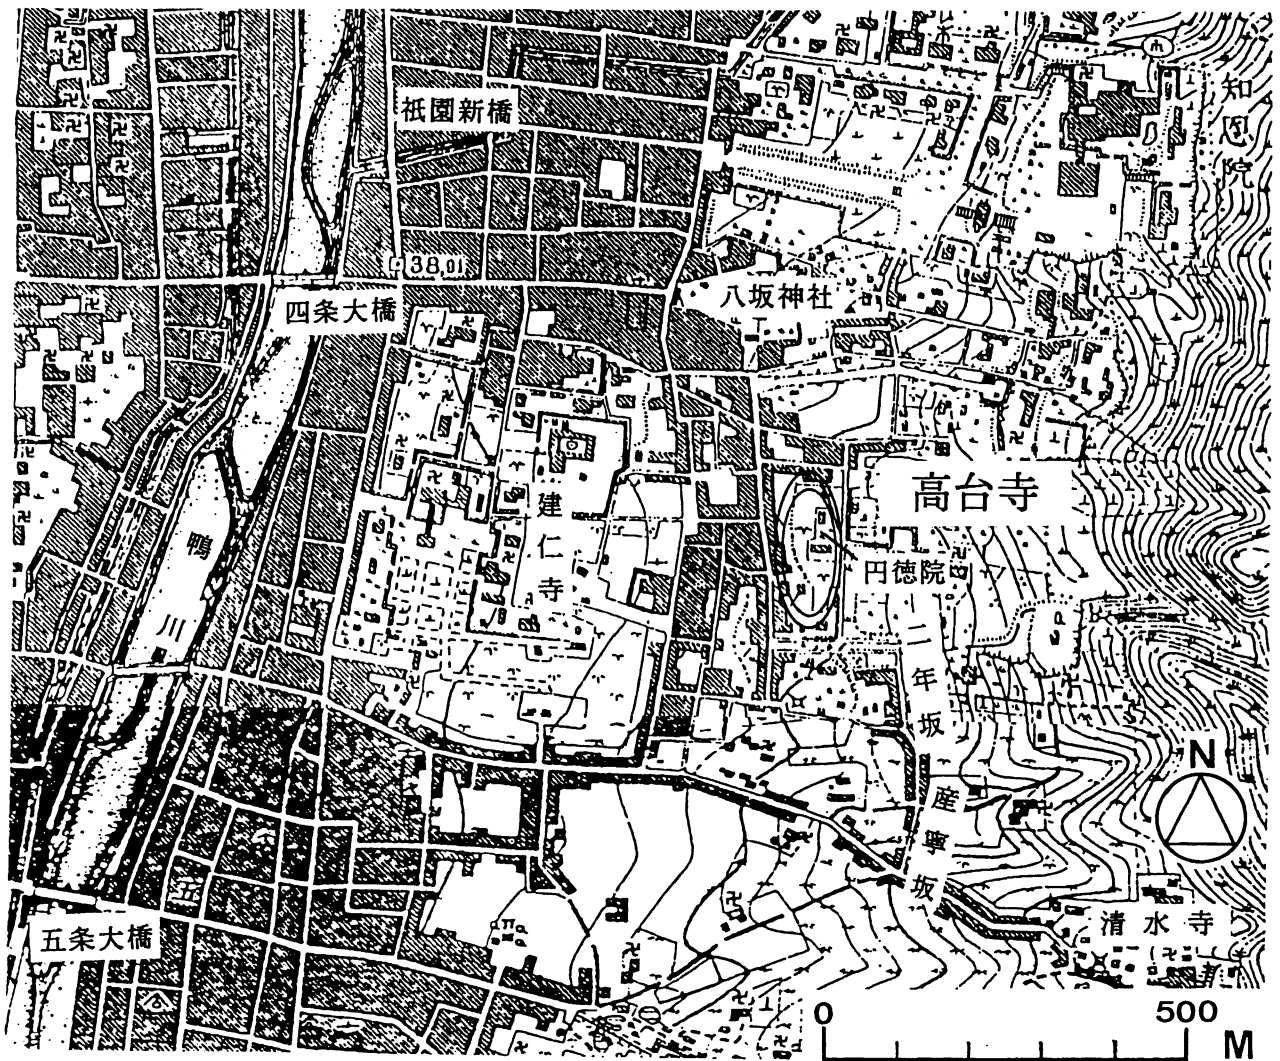 知恩院
祇園新橋
38.01
四条大橋
八坂神社
高台寺
建仁寺
円徳院
鴨川
二年坂
N
産寧坂
清水寺
五
五条大橋
0 500
M